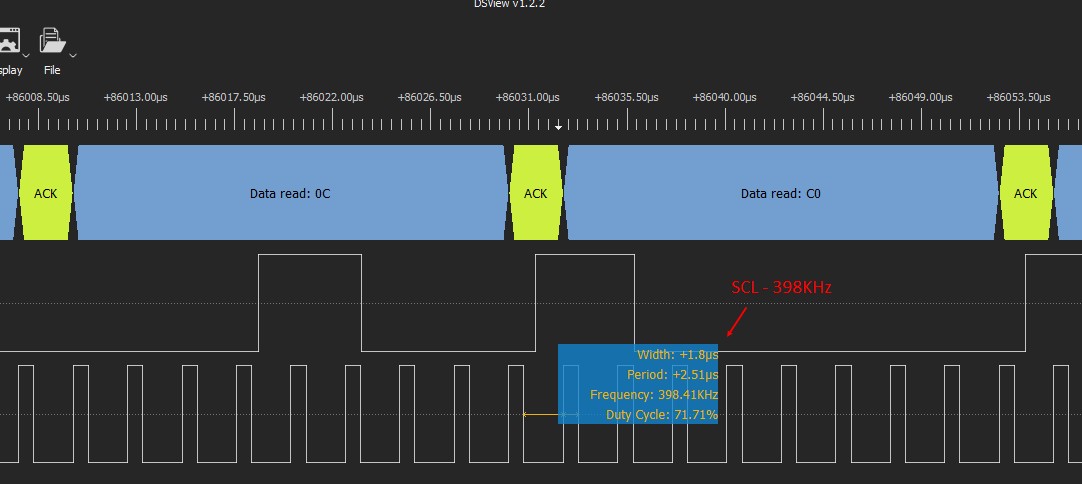 DSView v1.2.2
splay
File
+86008.50µs +86013.00µs +86017.50µs +86022.00µs +86026.50µs +86031.00µs +86035.50µs +86040.00µs +86044.50µs +86049.00µs +86053.50µs
ACK Data read: 0C ACK Data read: C0 ACK
SCL - 398KHz
Width: +1.8µs
Period: +2.51µs
Frequency: 398.41KHz
Duty Cycle: 71.71%